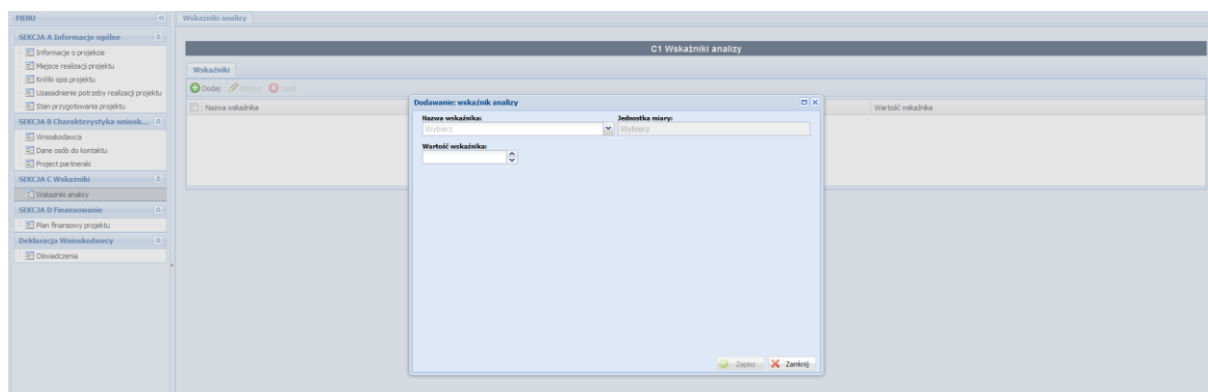 MENU
Wskaźniki analizy
SEKCJA A Informacje ogólne
Informacje o projekcie
Miejsce realizacji projektu
Krótki opis projektu
Uzasadnienie potrzeby realizacji projektu
Stan przygotowania projektu
SEKCJA B Charakterystyka wniosk...
Wnioskodawca
Dane osób do kontaktu
Project partnerski
SEKCJA C Wskaźniki
Wskaźniki analizy
SEKCJA D Finansowanie
Plan finansowy projektu
Deklaracja Wnioskodawcy
Oświadczenia
C1 Wskaźniki analizy
Wskaźniki
Dodaj Edytuj Usuń
Nazwa wskaźnika
Wartość wskaźnika
Dodawanie: wskaźnik analizy
Nazwa wskaźnika: Jednostka miary:
Wybierz Wybierz
Wartość wskaźnika:
Zapisz Zamknij